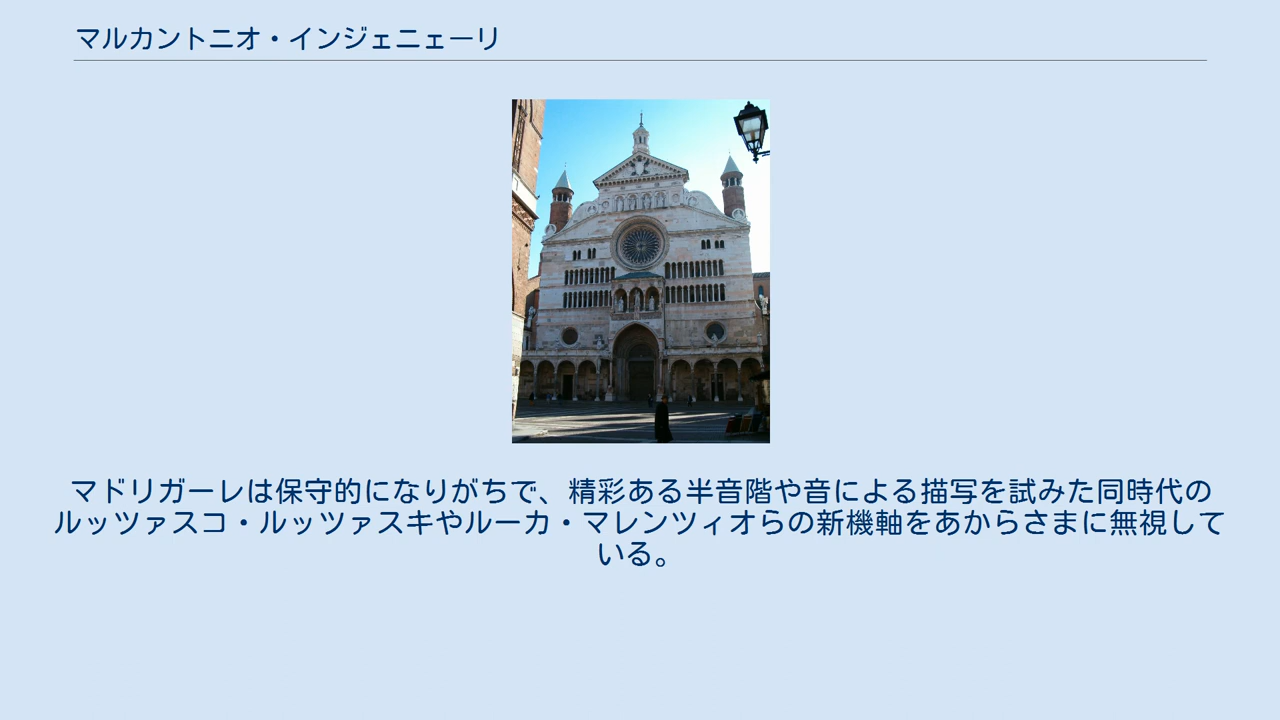 マルカントニオ・インジェニェーリ
マドリガーレは保守的になりがちで、精彩ある半音階や音による描写を試みた同時代の
ルッツァスコ・ルッツァスキやルーカ・マレンツィオらの新機軸をあからさまに無視して
いる。